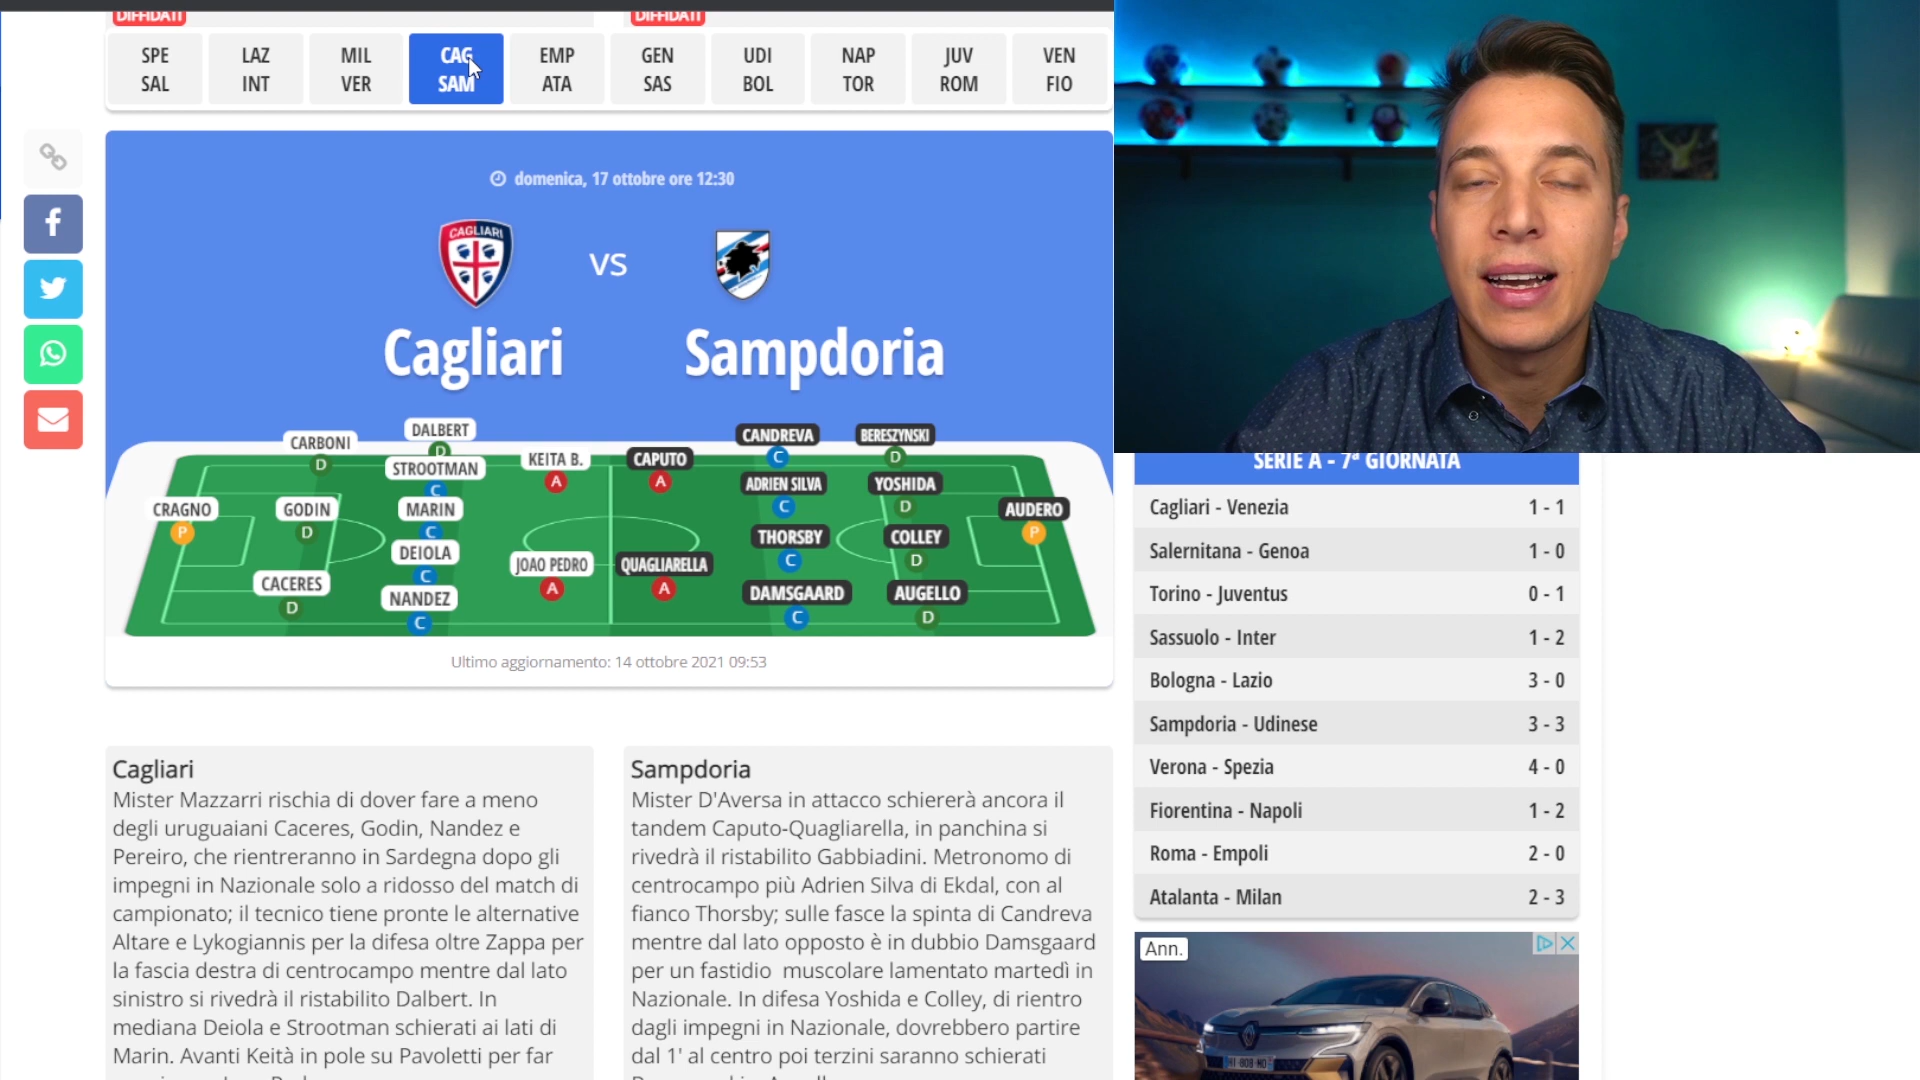 DIFFIDATI
DIFFIDATI
SPE
SAL
LAZ
INT
MIL
VER
CAG
SAM
EMP
ATA
GEN
SAS
UDI
BOL
NAP
TOR
JUV
ROM
VEN
FIO
domenica, 17 ottobre ore 12:30
CAGLIARI
VS
Cagliari
Sampdoria
DALBERT
D
CARBONI
D
STROOTMAN
C
KEITA B.
A
CAPUTO
A
CANDREVA
C
BERESZYNSKI
D
ADRIEN SILVA
C
YOSHIDA
D
CRAGNO
P
GODIN
D
MARIN
C
AUDERO
P
DEIOLA
C
THORSBY
C
COLLEY
D
JOAO PEDRO
A
QUAGLIARELLA
A
CACERES
D
NANDEZ
C
DAMSGAARD
C
AUGELLO
D
Ultimo aggiornamento: 14 ottobre 2021 09:53
Cagliari
Mister Mazzarri rischia di dover fare a meno
degli uruguaiani Caceres, Godin, Nandez e
Pereiro, che rientreranno in Sardegna dopo gli
impegni in Nazionale solo a ridosso del match di
campionato; il tecnico tiene pronte le alternative
Altare e Lykogiannis per la difesa oltre Zappa per
la fascia destra di centrocampo mentre dal lato
sinistro si rivedrà il ristabilito Dalbert. In
mediana Deiola e Strootman schierati ai lati di
Marin. Avanti Keità in pole su Pavoletti per far
Sampdoria
Mister D'Aversa in attacco schiererà ancora il
tandem Caputo-Quagliarella, in panchina si
rivedrà il ristabilito Gabbiadini. Metronomo di
centrocampo più Adrien Silva di Ekdal, con al
fianco Thorsby; sulle fasce la spinta di Candreva
mentre dal lato opposto è in dubbio Damsgaard
per un fastidio muscolare lamentato martedì in
Nazionale. In difesa Yoshida e Colley, di rientro
dagli impegni in Nazionale, dovrebbero partire
dal 1' al centro poi terzini saranno schierati
SERIE A - 7ª GIORNATA
Cagliari - Venezia 1 - 1
Salernitana - Genoa 1 - 0
Torino - Juventus 0 - 1
Sassuolo - Inter 1 - 2
Bologna - Lazio 3 - 0
Sampdoria - Udinese 3 - 3
Verona - Spezia 4 - 0
Fiorentina - Napoli 1 - 2
Roma - Empoli 2 - 0
Atalanta - Milan 2 - 3
Ann.